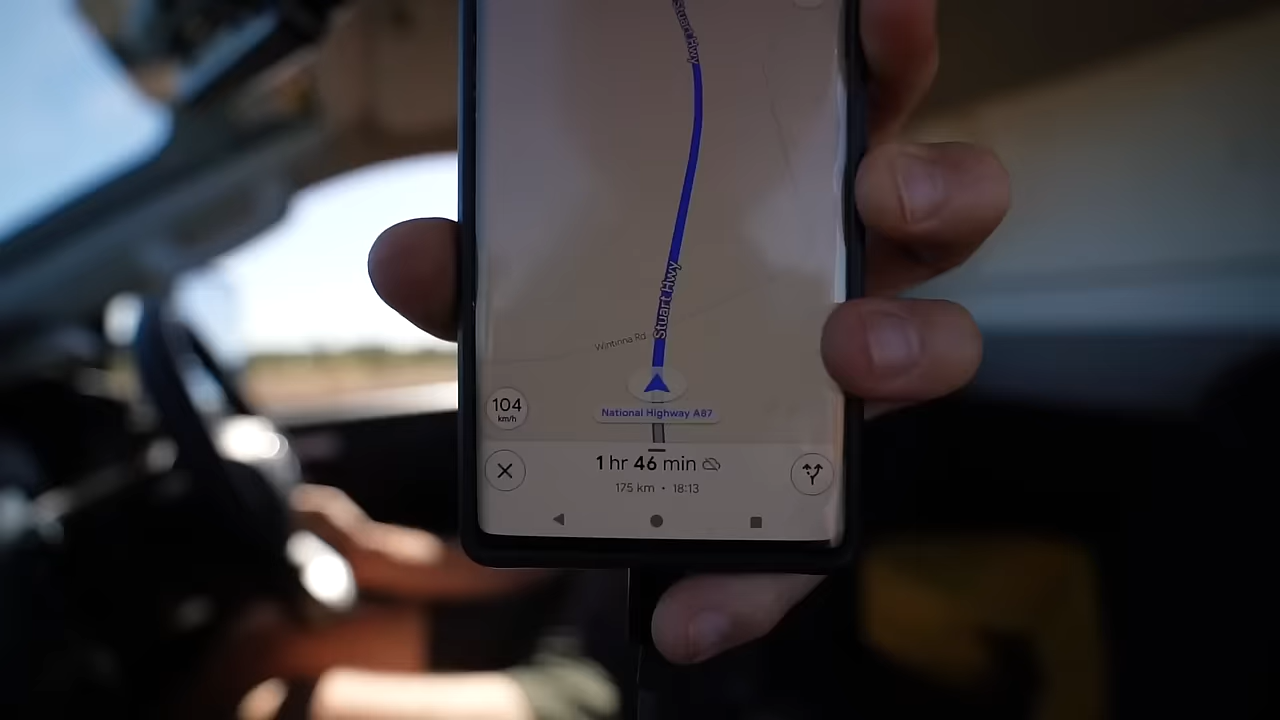 Stuart Hwy
Stuart Hwy
Wintinna Rd
104
km/h
National Highway A87
1 hr 46 min
175 km • 18:13